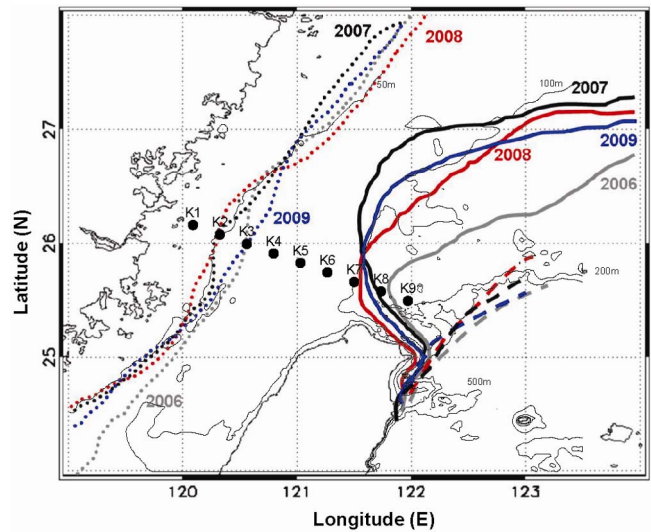 2007
2008
50m
100m
2007
27
2008
2009
2006
K1
K2
2009
K3
K4
K5
K6
K7
K8
K9
26
200m
25
2006
500m
120
121
122
123
Latitude (N)
Longitude (E)